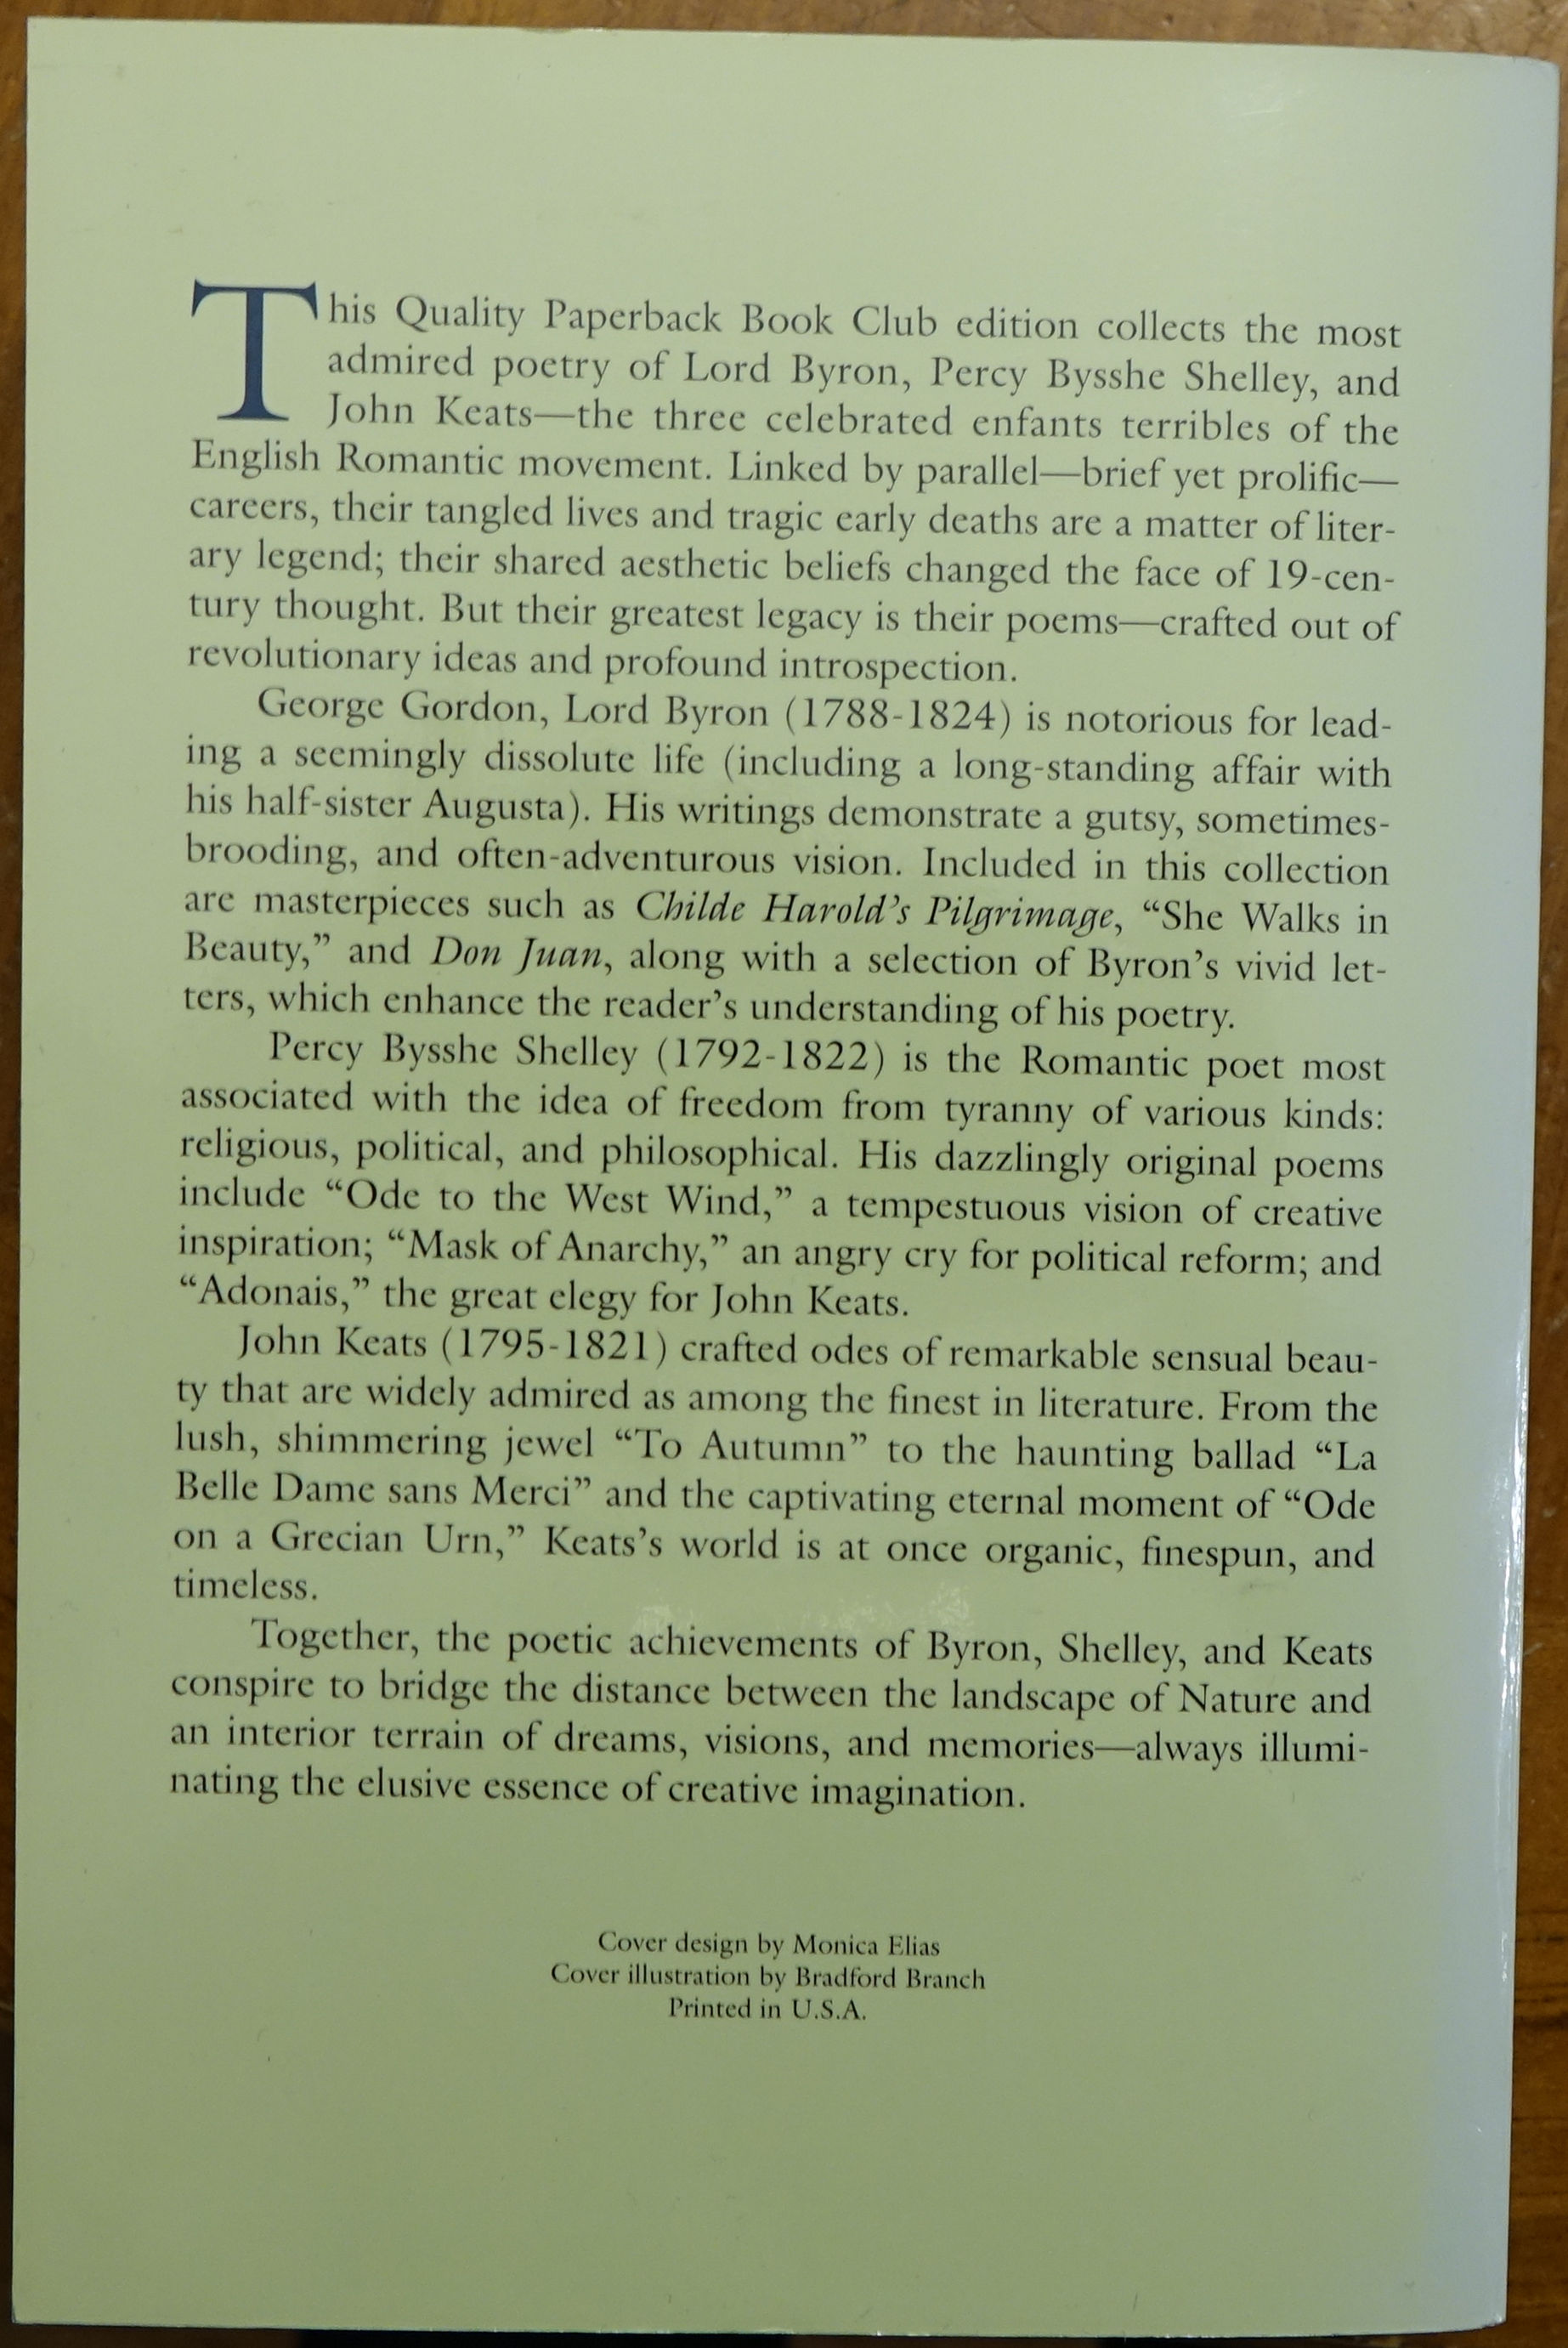 This Quality Paperback Book Club edition collects the most
admired poetry of Lord Byron, Percy Bysshe Shelley, and
John Keats—the three celebrated enfants terribles of the
English Romantic movement. Linked by parallel—brief yet prolific—
careers, their tangled lives and tragic early deaths are a matter of liter-
ary legend; their shared aesthetic beliefs changed the face of 19-cen-
tury thought. But their greatest legacy is their poems—crafted out of
revolutionary ideas and profound introspection.
George Gordon, Lord Byron (1788-1824) is notorious for lead-
ing a seemingly dissolute life (including a long-standing affair with
his half-sister Augusta). His writings demonstrate a gutsy, sometimes-
brooding, and often-adventurous vision. Included in this collection
are masterpieces such as Childe Harold's Pilgrimage, “She Walks in
Beauty,” and Don Juan, along with a selection of Byron's vivid let-
ters, which enhance the reader's understanding of his poetry.
Percy Bysshe Shelley (1792-1822) is the Romantic poet most
associated with the idea of freedom from tyranny of various kinds:
religious, political, and philosophical. His dazzlingly original poems
include “Ode to the West Wind,” a tempestuous vision of creative
inspiration; “Mask of Anarchy,” an angry cry for political reform; and
“Adonais,” the great elegy for John Keats.
John Keats (1795-1821) crafted odes of remarkable sensual beau-
ty that are widely admired as among the finest in literature. From the
lush, shimmering jewel “To Autumn” to the haunting ballad “La
Belle Dame sans Merci” and the captivating eternal moment of “Ode
on a Grecian Urn,” Keats's world is at once organic, finespun, and
timeless.
Together, the poetic achievements of Byron, Shelley, and Keats
conspire to bridge the distance between the landscape of Nature and
an interior terrain of dreams, visions, and memories—always illumi-
nating the elusive essence of creative imagination.
Cover design by Monica Elias
Cover illustration by Bradford Branch
Printed in U.S.A.